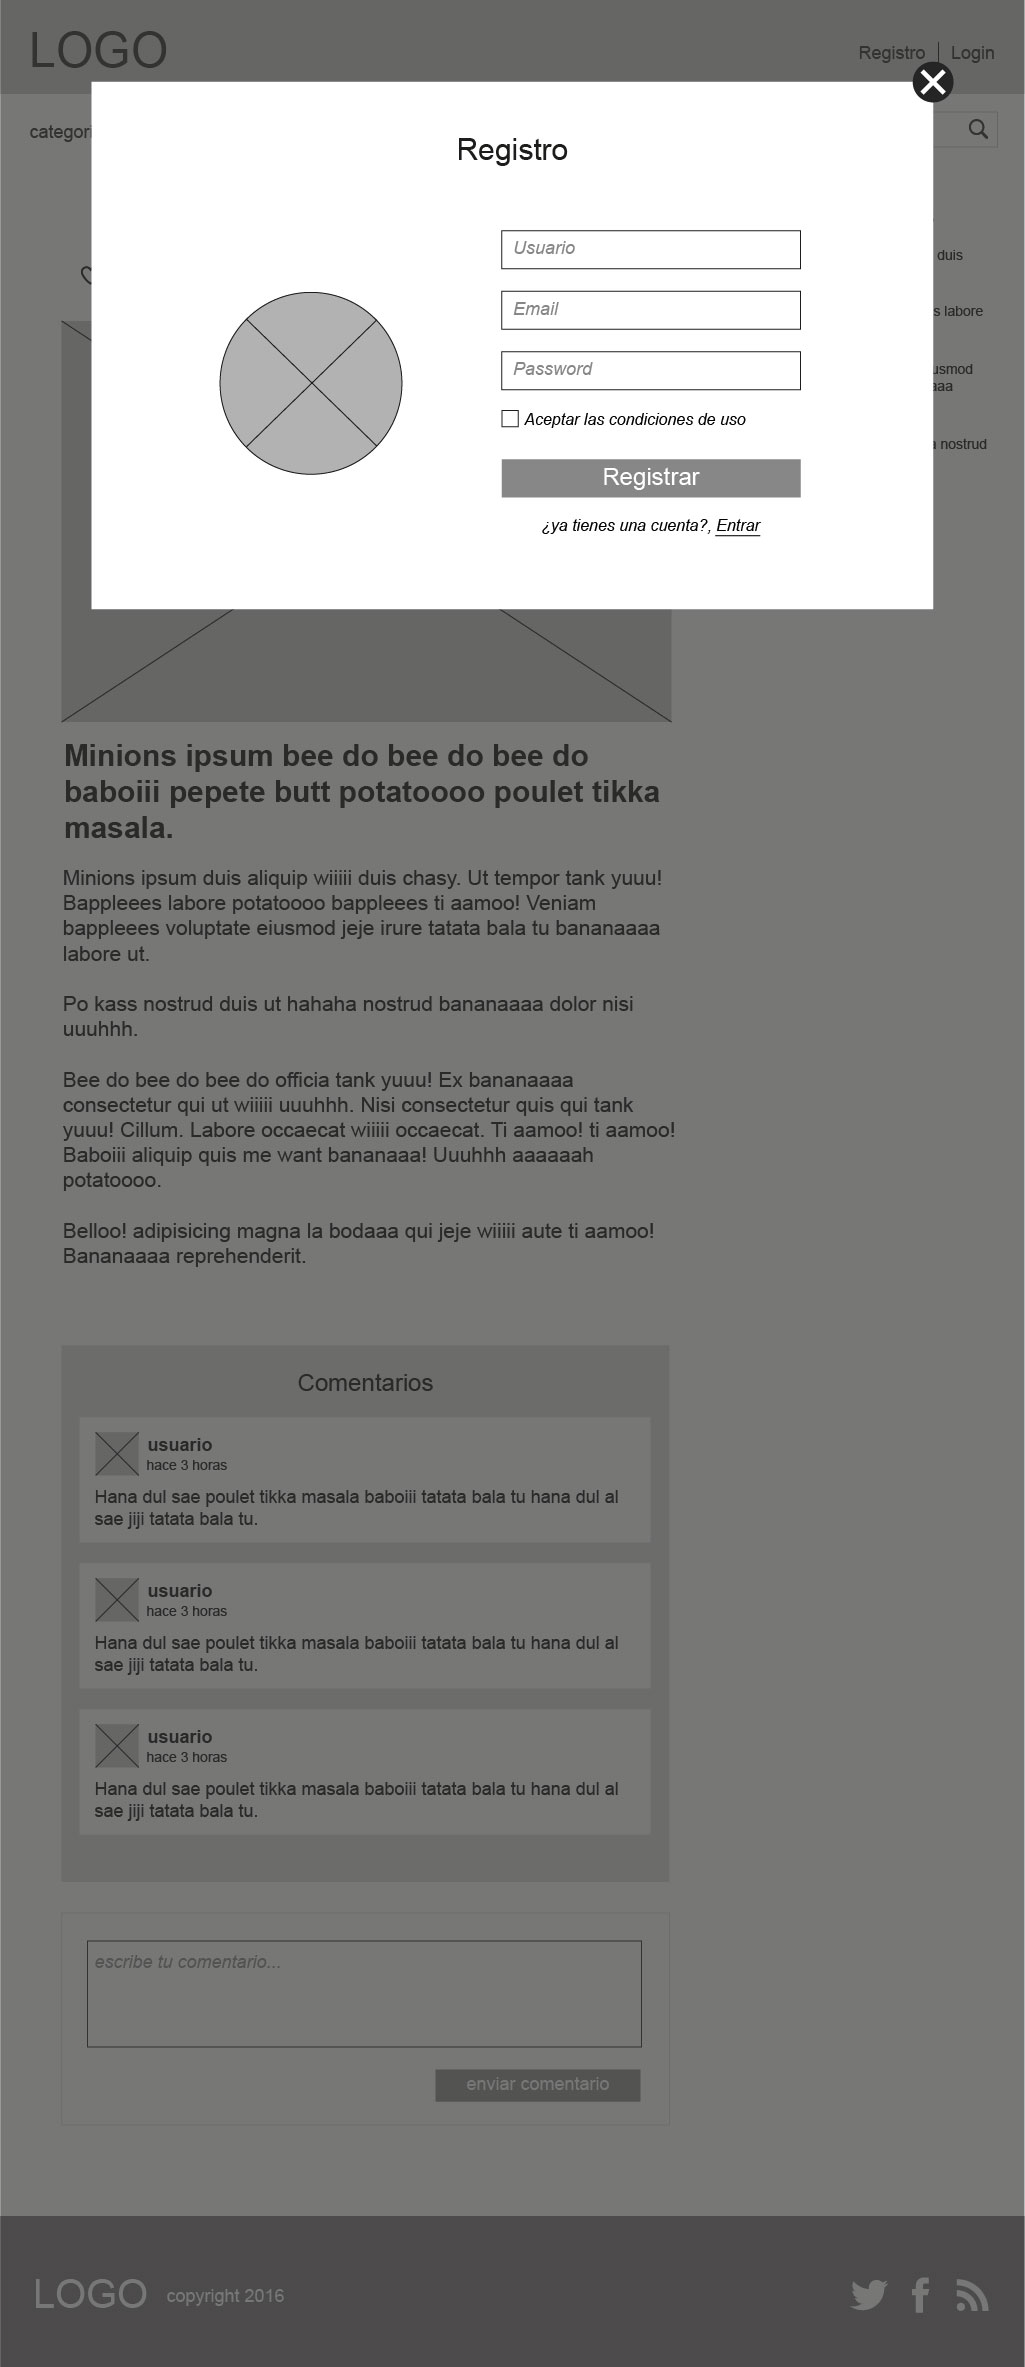 LOGO
Registro
Login
categori
Registro
Usuario
Email
Password
Aceptar las condiciones de uso
Registrar
¿ya tienes una cuenta?, Entrar
duis
s labore
usmod
aaa
a nostrud
Minions ipsum bee do bee do bee do
baboiii pepete butt potatoooo poulet tikka
masala.
Minions ipsum duis aliquip wiiiii duis chasy. Ut tempor tank yuuu!
Bappleees labore potatoooo bappleees ti aamoo! Veniam
bappleees voluptate eiusmod jeje irure tatata bala tu bananaaaa
labore ut.
Po kass nostrud duis ut hahaha nostrud bananaaaa dolor nisi
uuuhhh.
Bee do bee do bee do officia tank yuuu! Ex bananaaaa
consectetur qui ut wiiiii uuuhhh. Nisi consectetur quis qui tank
yuuu! Cillum. Labore occaecat wiiiii occaecat. Ti aamoo! ti aamoo!
Baboiii aliquip quis me want bananaaa! Uuuhhh aaaaaah
potatoooo.
Belloo! adipisicing magna la bodaaa qui jeje wiiiii aute ti aamoo!
Bananaaaa reprehenderit.
Comentarios
usuario
hace 3 horas
Hana dul sae poulet tikka masala baboiii tatata bala tu hana dul al
sae jiji tatata bala tu.
usuario
hace 3 horas
Hana dul sae poulet tikka masala baboiii tatata bala tu hana dul al
sae jiji tatata bala tu.
usuario
hace 3 horas
Hana dul sae poulet tikka masala baboiii tatata bala tu hana dul al
sae jiji tatata bala tu.
escribe tu comentario...
enviar comentario
LOGO
copyright 2016